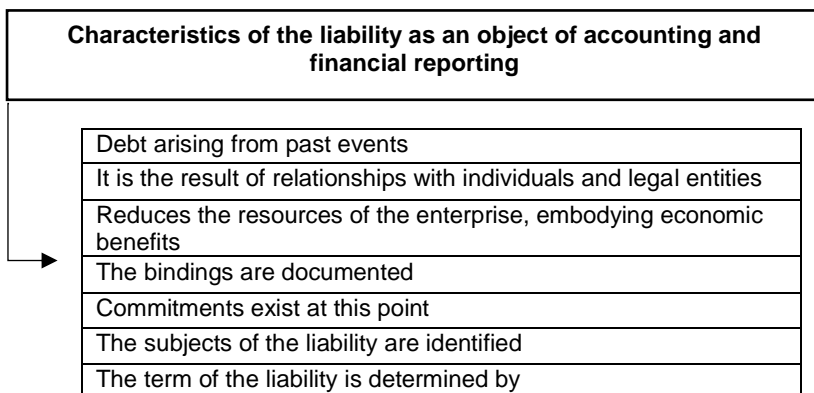 Characteristics of the liability as an object of accounting and
financial reporting
Debt arising from past events
It is the result of relationships with individuals and legal entities
Reduces the resources of the enterprise, embodying economic
benefits
The bindings are documented
Commitments exist at this point
The subjects of the liability are identified
The term of the liability is determined by